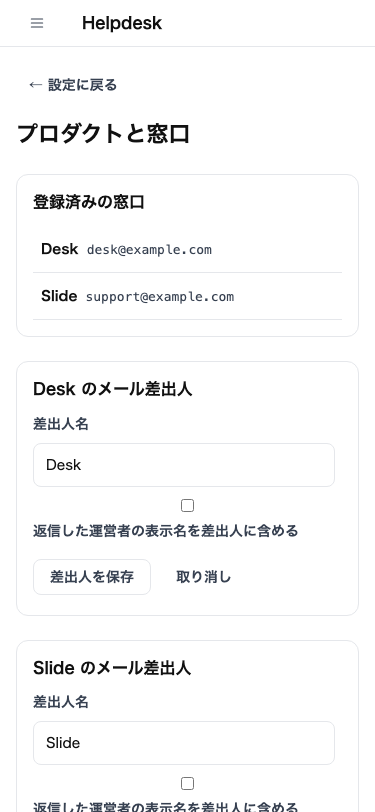 Helpdesk
← 設定に戻る
プロダクトと窓口
登録済みの窓口
Desk desk@example.com
Slide support@example.com
Desk のメール差出人
差出人名
Desk
返信した運営者の表示名を差出人に含める
差出人を保存 取り消し
Slide のメール差出人
差出人名
Slide
返信した運営者の表示名を差出人に含める